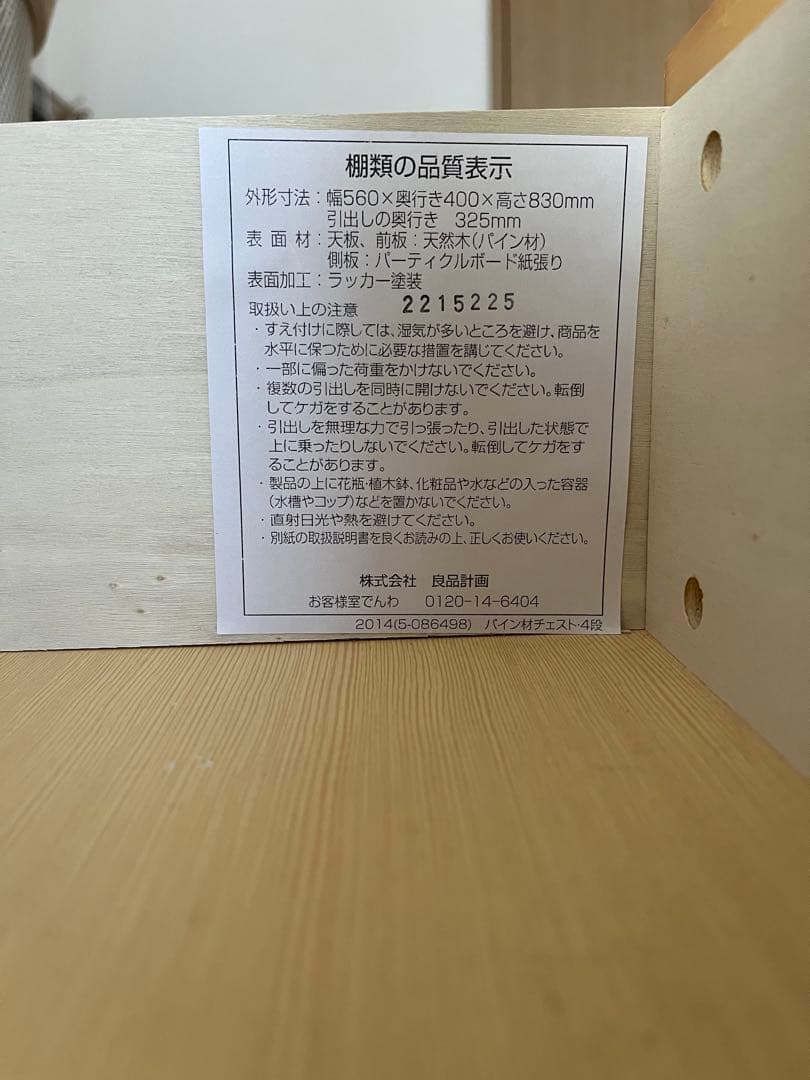 棚類の品質表示
外形寸法：幅560×奥行き400×高さ830mm
引出しの奥行き　325mm
表面材：天板、前板：天然木（パイン材）
側板：パーティクルボード紙張り
表面加工：ラッカー塗装
取扱い上の注意　2215225
・すえ付けに際しては、湿気が多いところを避け、商品を
水平に保つために必要な措置を講じてください。
・一部に偏った荷重をかけないでください。
・複数の引出しを同時に開けないでください。転倒
してケガをすることがあります。
・引出しを無理な力で引っ張ったり、引出した状態で
上に乗ったりしないでください。転倒してケガをす
ることがあります。
・製品の上に花瓶・植木鉢、化粧品や水などの入った容器
（水槽やコップ）などを置かないでください。
・直射日光や熱を避けてください。
・別紙の取扱説明書を良くお読みの上、正しくお使いください。
株式会社　良品計画
お客様室でんわ　0120-14-6404
2014(5-086498)　パイン材チェスト・4段